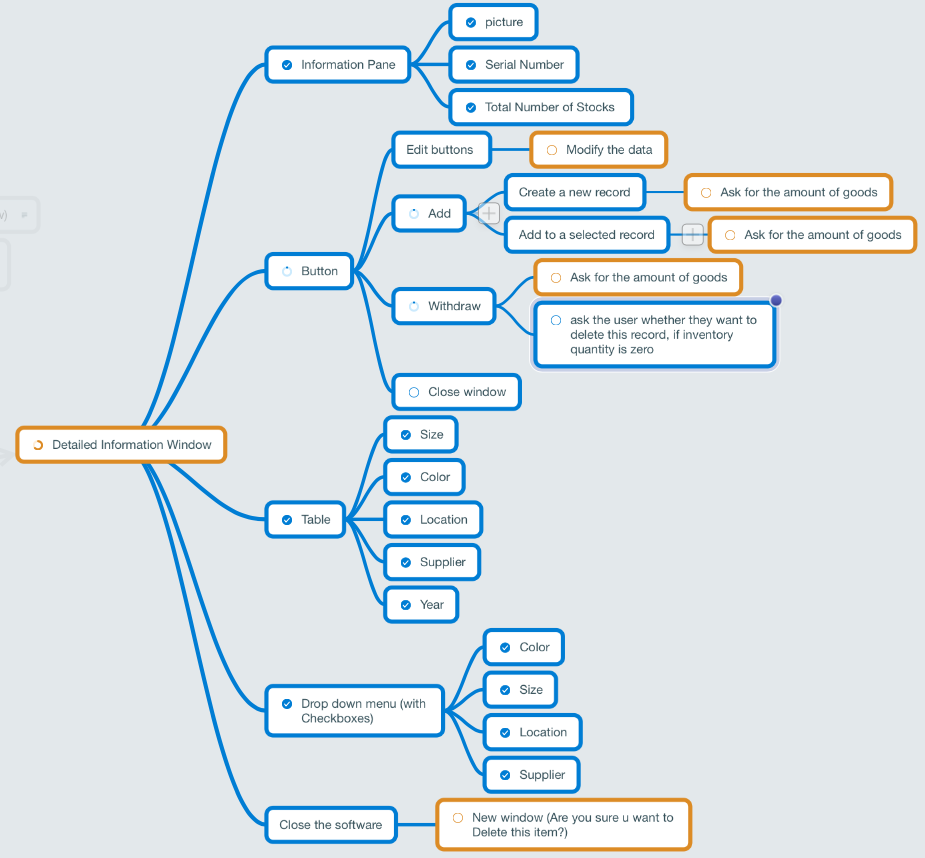 picture
Information Pane
Serial Number
Total Number of Stocks
Edit buttons
Modify the data
Create a new record
Ask for the amount of goods
Add
Add to a selected record
Ask for the amount of goods
Button
Ask for the amount of goods
Withdraw
ask the user whether they want to
delete this record, if inventory
quantity is zero
Close window
Detailed Information Window
Size
Color
Table
Location
Supplier
Year
Color
Size
Drop down menu (with
Checkboxes)
Location
Supplier
Close the software
New window (Are you sure u want to
Delete this item?)